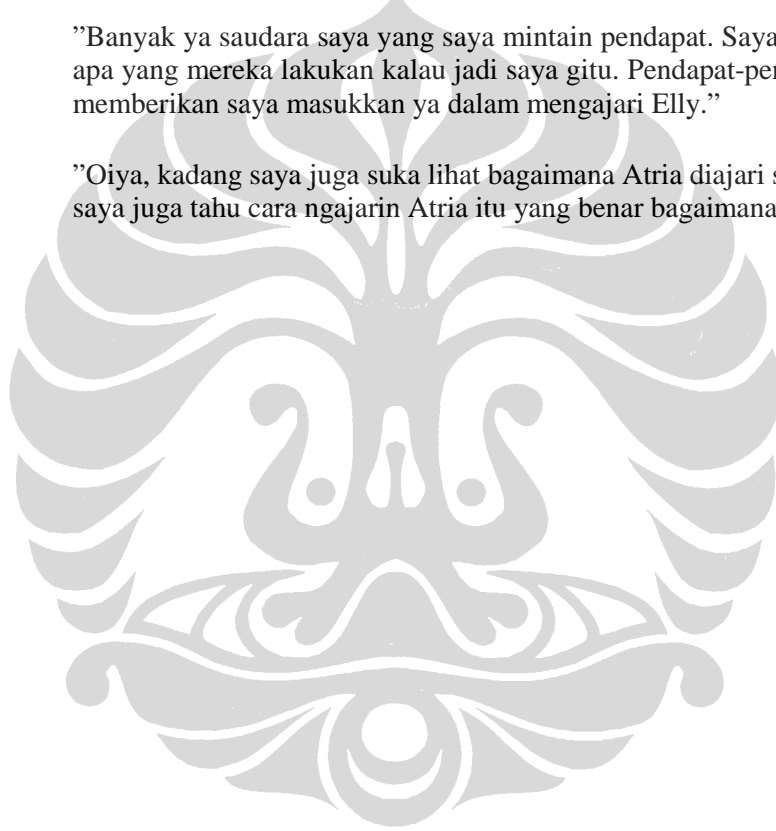 ”Banyak ya saudara saya yang saya mintain pendapat. Saya
apa yang mereka lakukan kalau jadi saya gitu. Pendapat-per
memberikan saya masukkan ya dalam mengajari Elly.”
”Oiya, kadang saya juga suka lihat bagaimana Atria diajari s
saya juga tahu cara ngajarin Atria itu yang benar bagaimana